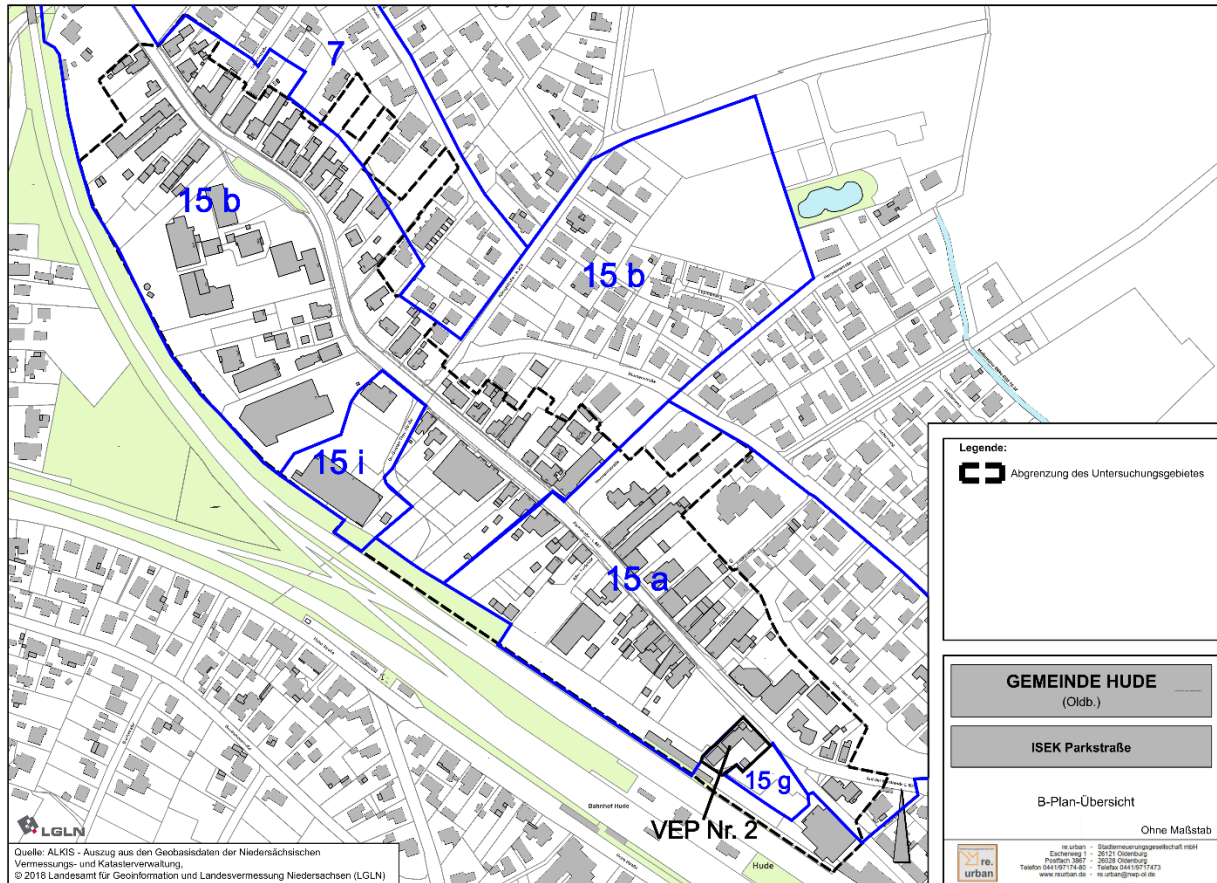 7
15 b
15 b
15 i
15 a
15 g
VEP Nr. 2
Bahnhof Hude
Hude
Legende:
Abgrenzung des Untersuchungsgebietes
GEMEINDE HUDE
(Oldb.)
ISEK Parkstraße
B-Plan-Übersicht
Ohne Maßstab
LGLN
Quelle: ALKIS - Auszug aus den Geobasisdaten der Niedersächsischen
Vermessungs- und Katasterverwaltung,
© 2018 Landesamt für Geoinformation und Landesvermessung Niedersachsen (LGLN)
re.
urban
re.urban - Stadterneuerungsgesellschaft mbH
Escherweg 1 - 26121 Oldenburg
Postfach 3867 - 26028 Oldenburg
Telefon 0441/97174-80 - Telefax 0441/9717473
www.reurban.de - re.urban@nwp-ol.de